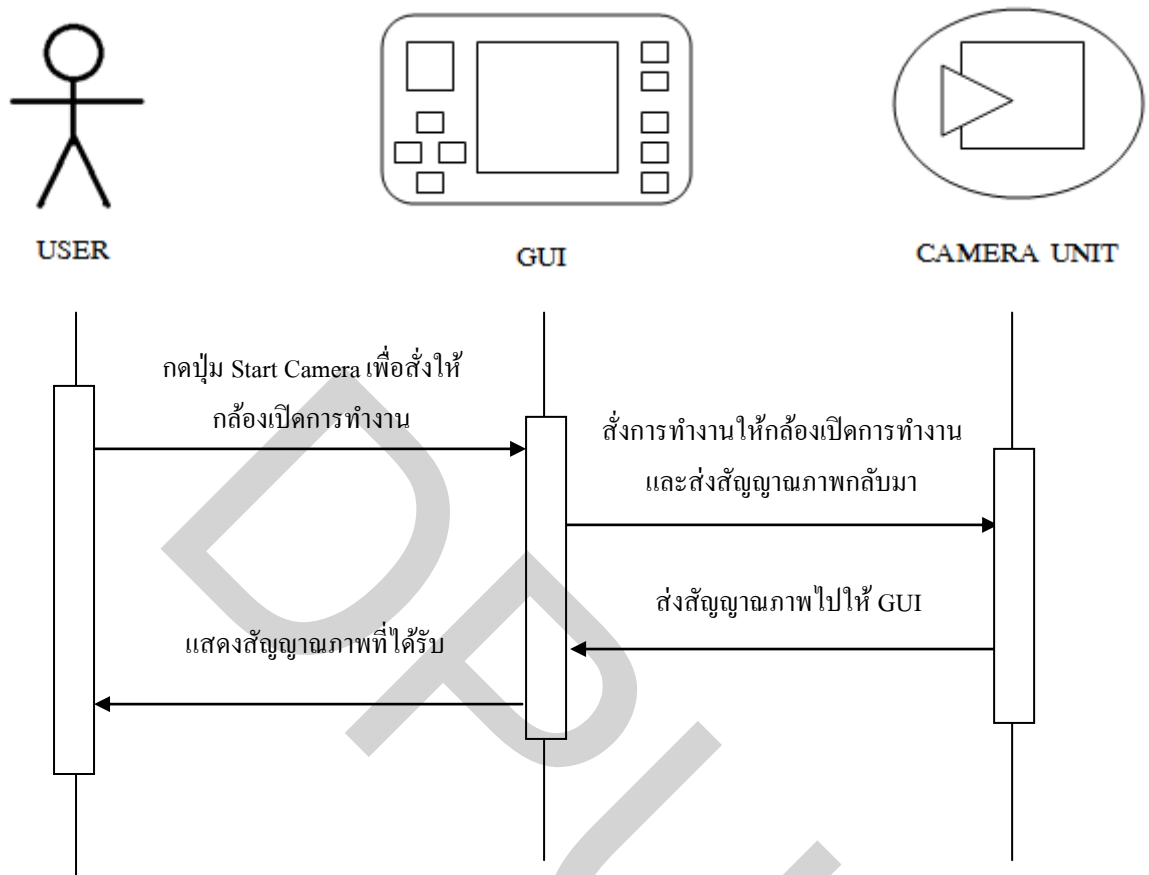 USER
GUI
CAMERA UNIT
กดปุ่ม Start Camera เพื่อสั่งให้
กล้องเปิดการทำงาน
สั่งการทำงานให้กล้องเปิดการทำงาน
และส่งสัญญาณภาพกลับมา
ส่งสัญญาณภาพไปให้ GUI
แสดงสัญญาณภาพที่ได้รับ